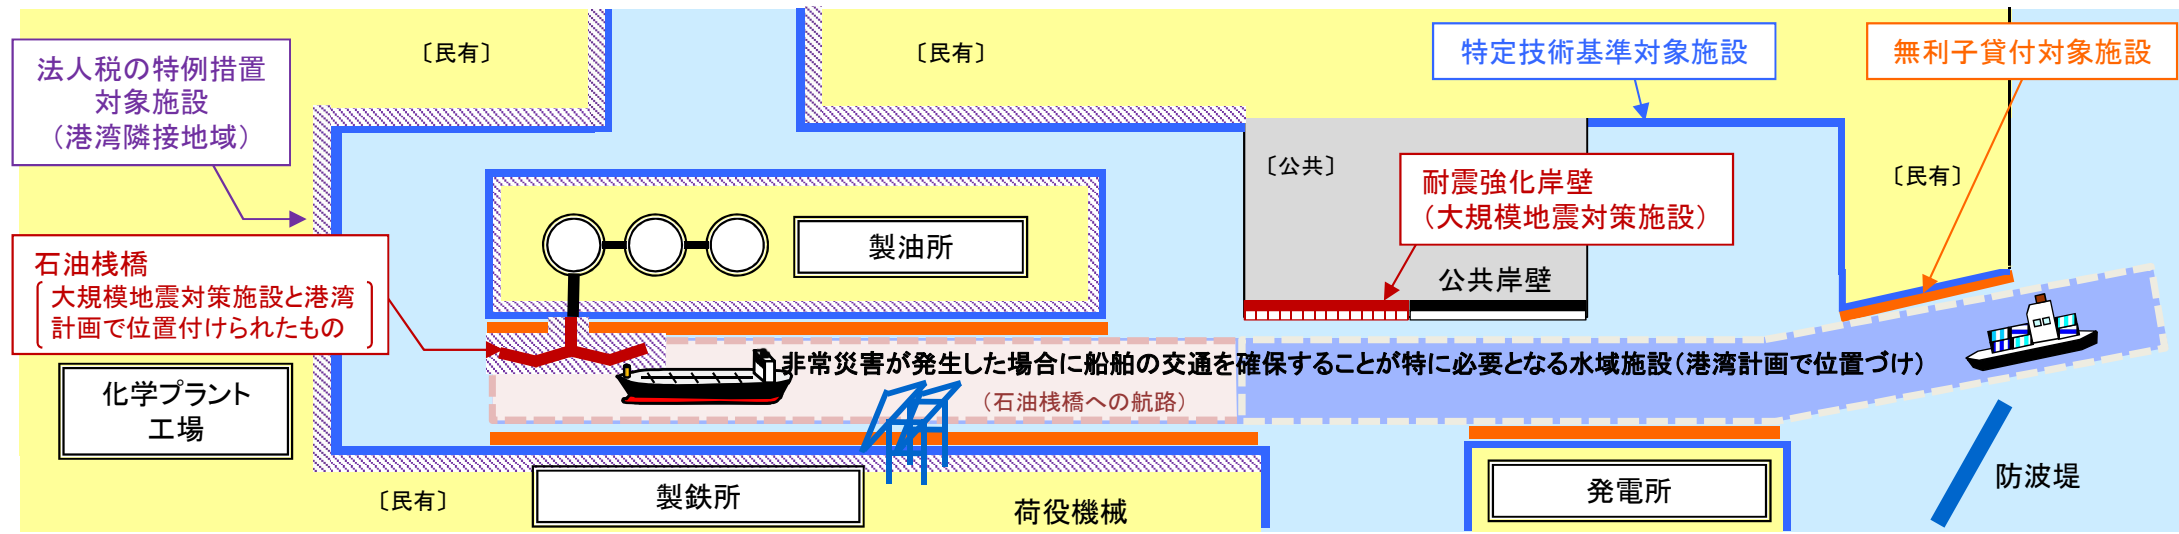 〔民有〕
〔民有〕
特定技術基準対象施設
無利子貸付対象施設
法人税の特例措置
対象施設
（港湾隣接地域）
〔公共〕
〔民有〕
耐震強化岸壁
（大規模地震対策施設）
製油所
石油桟橋
大規模地震対策施設と港湾
計画で位置付けられたもの
公共岸壁
非常災害が発生した場合に船舶の交通を確保することが特に必要となる水域施設（港湾計画で位置づけ）
（石油桟橋への航路）
化学プラント
工場
〔民有〕
製鉄所
荷役機械
発電所
防波堤